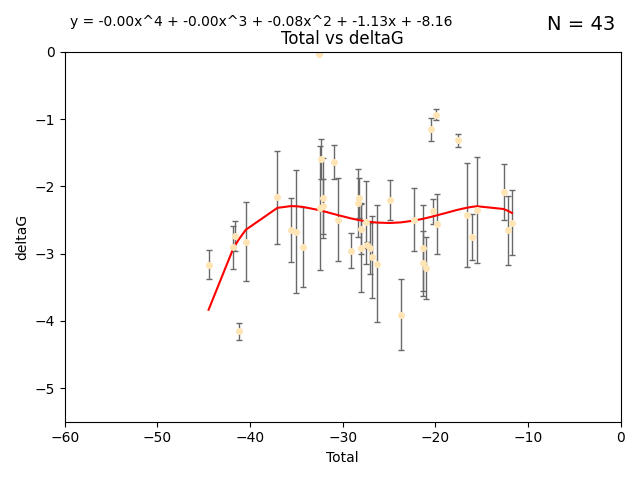 y = -0.00x^4 + -0.00x^3 + -0.08x^2 + -1.13x + -8.16
N = 43
Total vs deltaG
0
−1
−2
−3
−4
−5
deltaG
−60 −50 −40 −30 −20 −10 0
Total